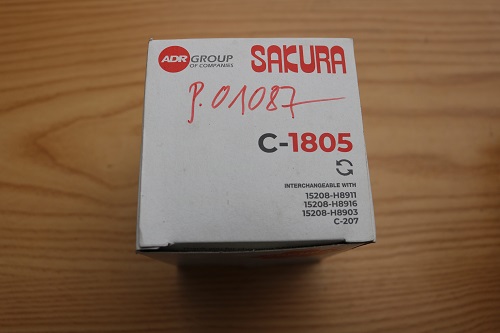 ADR GROUP
OF COMPANIES
SAKURA
P.01087
C-1805
INTERCHANGEABLE WITH
15208-H8911
15208-H8916
15208-H8903
C-207